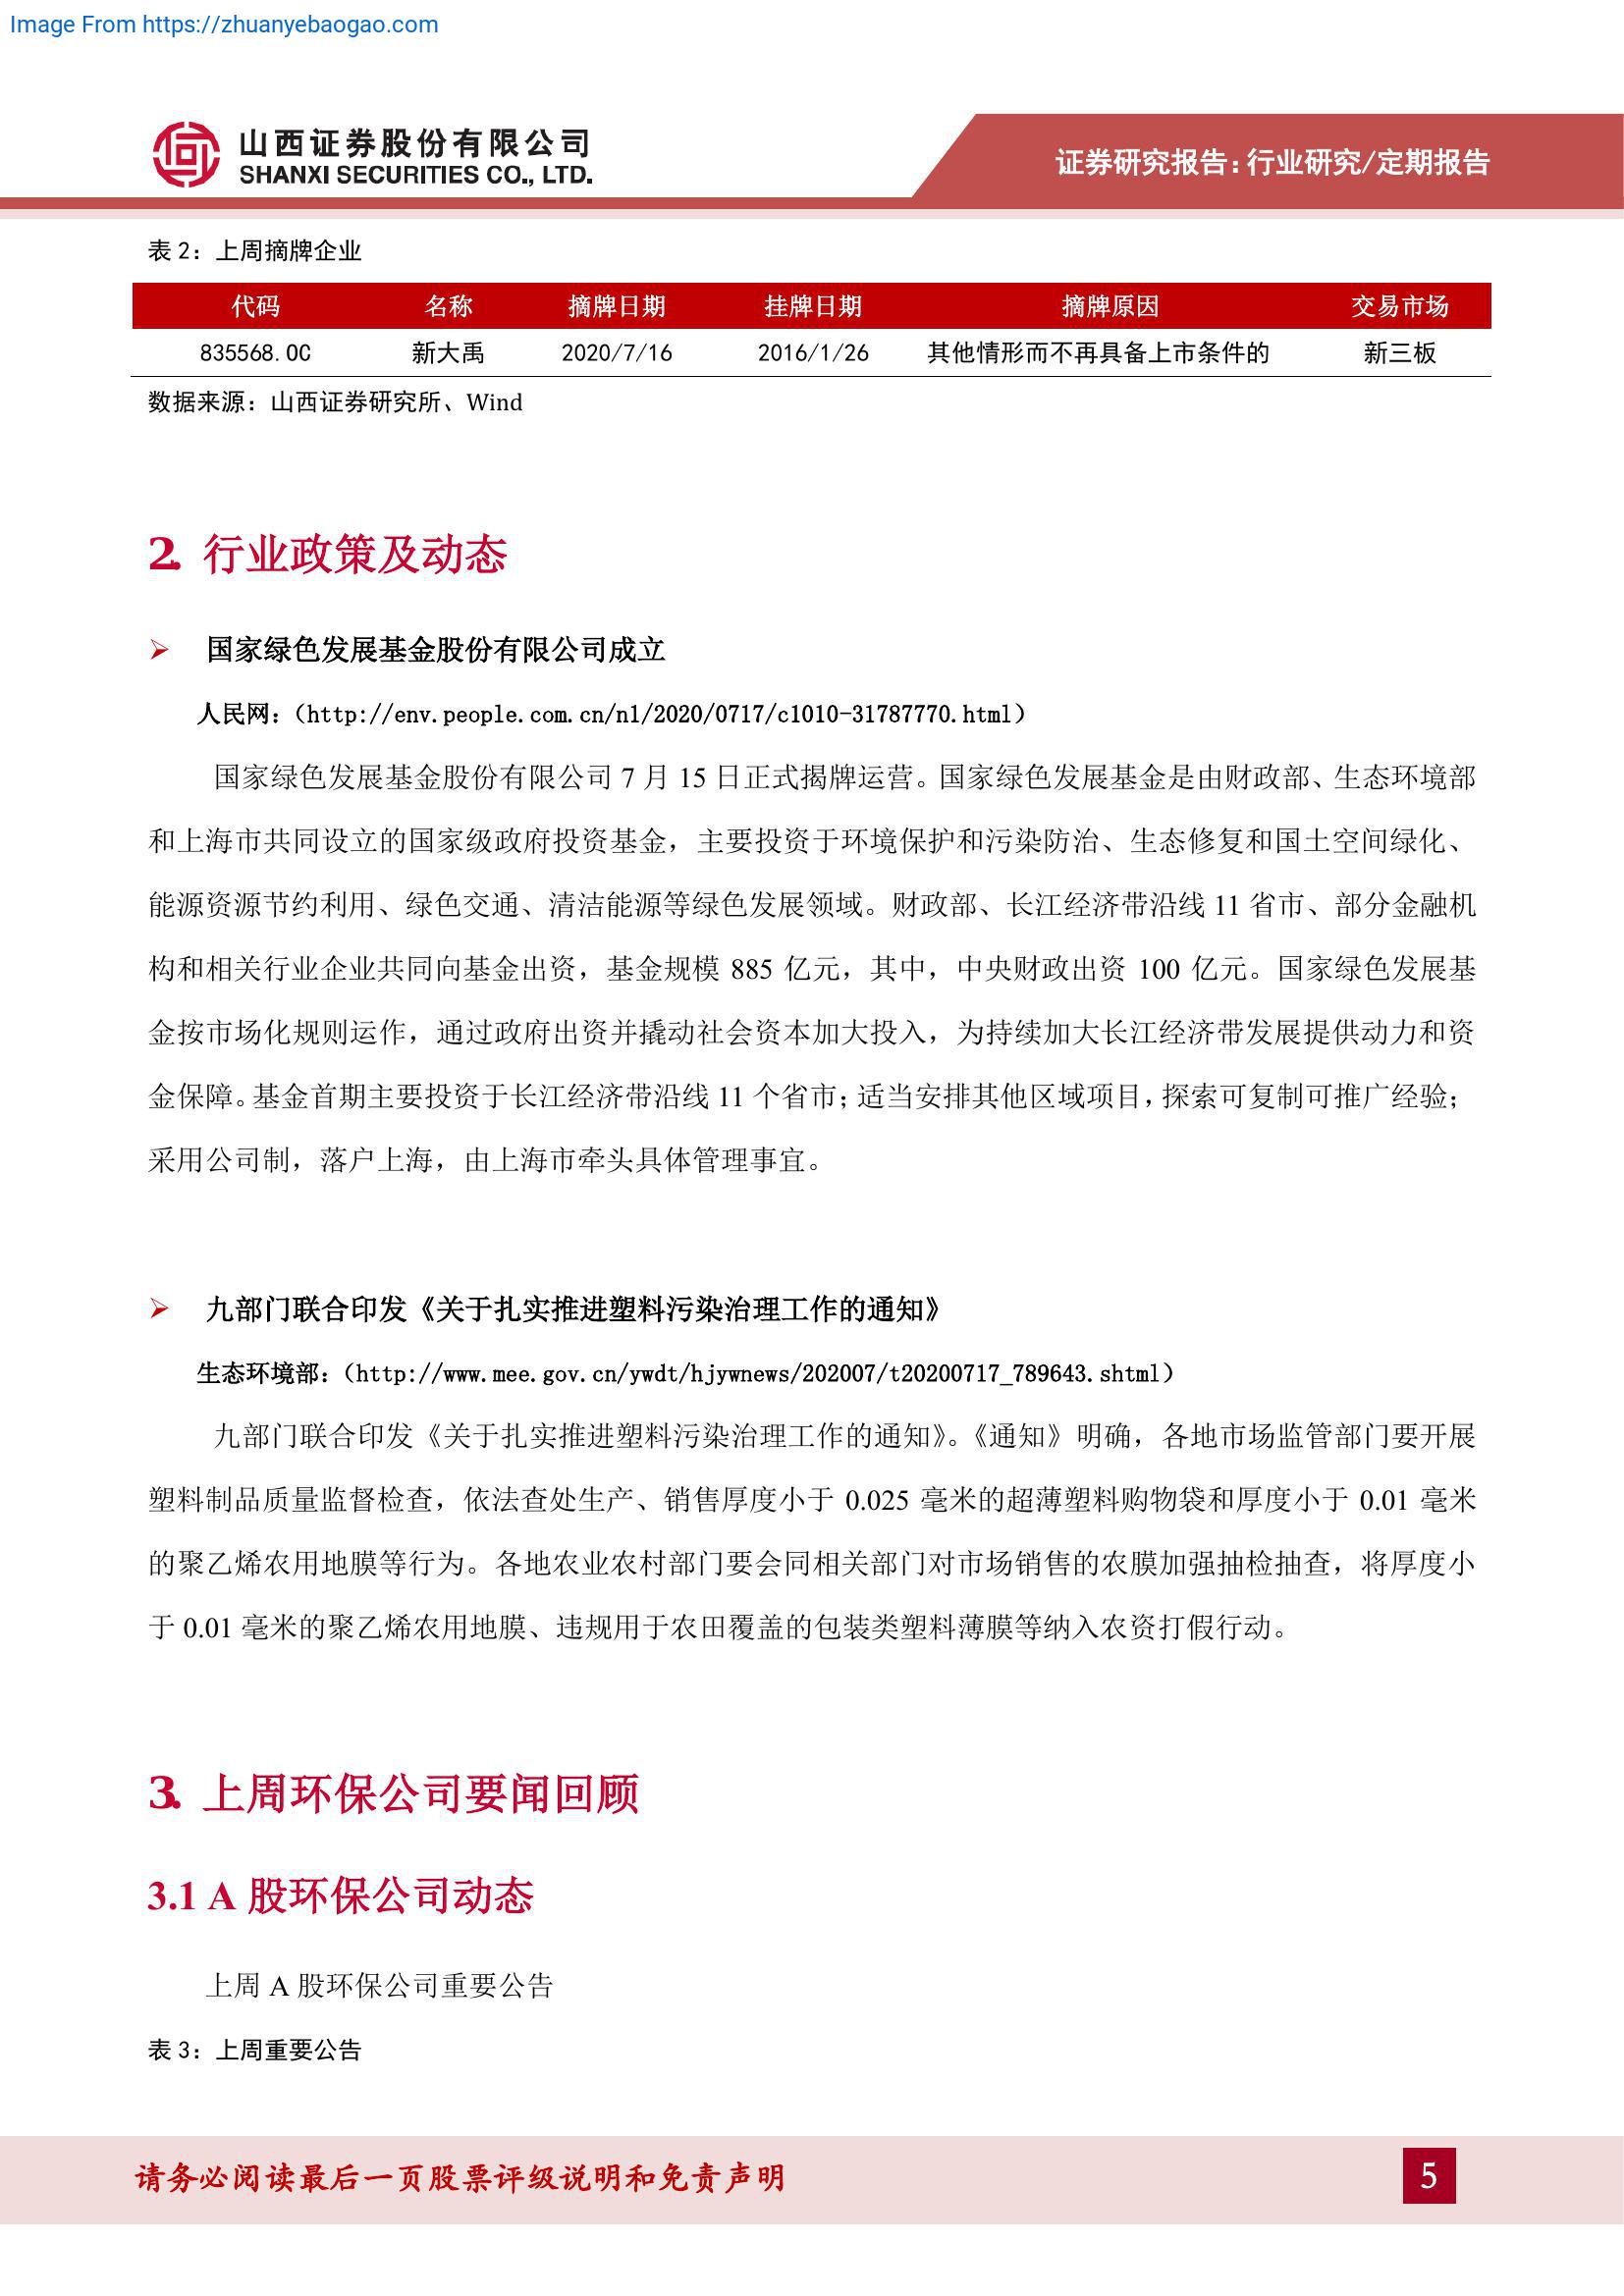 Image From https://zhuanyebaogao.com
山西证券股份有限公司
SHANXI SECURITIES CO., LTD.
证券研究报告：行业研究/定期报告
表 2：上周摘牌企业
代码 名称 摘牌日期 挂牌日期 摘牌原因 交易市场
835568.OC 新大禹 2020/7/16 2016/1/26 其他情形而不再具备上市条件的 新三板
数据来源：山西证券研究所、Wind
2. 行业政策及动态
➢ 国家绿色发展基金股份有限公司成立
人民网：（http://env.people.com.cn/n1/2020/0717/c1010-31787770.html）
国家绿色发展基金股份有限公司 7 月 15 日正式揭牌运营。国家绿色发展基金是由财政部、生态环境部
和上海市共同设立的国家级政府投资基金，主要投资于环境保护和污染防治、生态修复和国土空间绿化、
能源资源节约利用、绿色交通、清洁能源等绿色发展领域。财政部、长江经济带沿线 11 省市、部分金融机
构和相关行业企业共同向基金出资，基金规模 885 亿元，其中，中央财政出资 100 亿元。国家绿色发展基
金按市场化规则运作，通过政府出资并撬动社会资本加大投入，为持续加大长江经济带发展提供动力和资
金保障。基金首期主要投资于长江经济带沿线 11 个省市；适当安排其他区域项目，探索可复制可推广经验；
采用公司制，落户上海，由上海市牵头具体管理事宜。
➢ 九部门联合印发《关于扎实推进塑料污染治理工作的通知》
生态环境部：（http://www.mee.gov.cn/ywdt/hjywnews/202007/t20200717_789643.shtml）
九部门联合印发《关于扎实推进塑料污染治理工作的通知》。《通知》明确，各地市场监管部门要开展
塑料制品质量监督检查，依法查处生产、销售厚度小于 0.025 毫米的超薄塑料购物袋和厚度小于 0.01 毫米
的聚乙烯农用地膜等行为。各地农业农村部门要会同相关部门对市场销售的农膜加强抽检抽查，将厚度小
于 0.01 毫米的聚乙烯农用地膜、违规用于农田覆盖的包装类塑料薄膜等纳入农资打假行动。
3. 上周环保公司要闻回顾
3.1 A 股环保公司动态
上周 A 股环保公司重要公告
表 3：上周重要公告
请务必阅读最后一页股票评级说明和免责声明
5